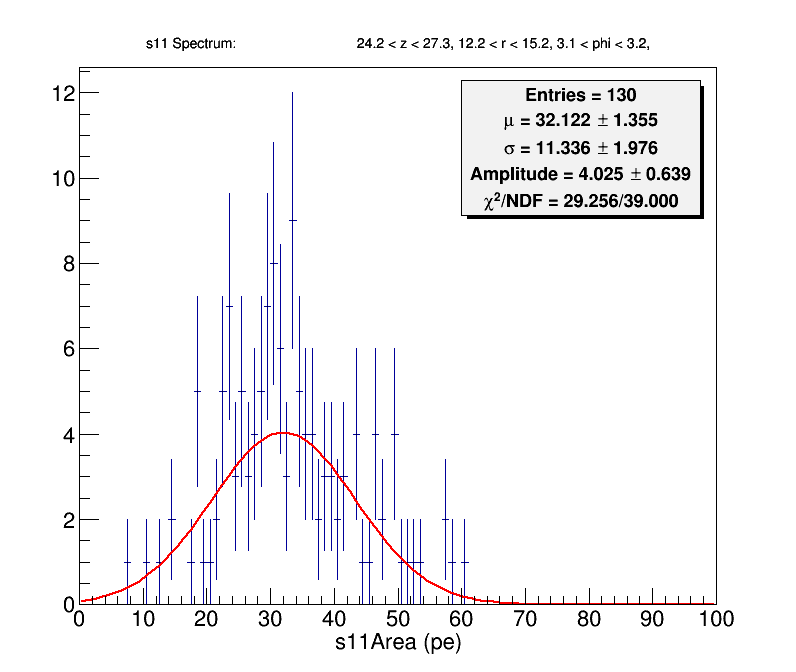 s11 Spectrum: 24.2 < z < 27.3, 12.2 < r < 15.2, 3.1 < phi < 3.2,
Entries = 130
μ = 32.122 ± 1.355
σ = 11.336 ± 1.976
Amplitude = 4.025 ± 0.639
χ²/NDF = 29.256/39.000
12
10
8
6
4
2
0
0 10 20 30 40 50 60 70 80 90 100
s11Area (pe)